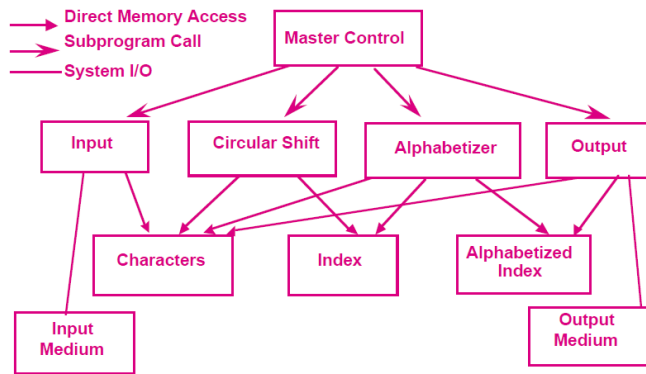 Direct Memory Access
Subprogram Call
System I/O
Master Control
Input
Circular Shift
Alphabetizer
Output
Characters
Index
Alphabetized
Index
Input
Medium
Output
Medium